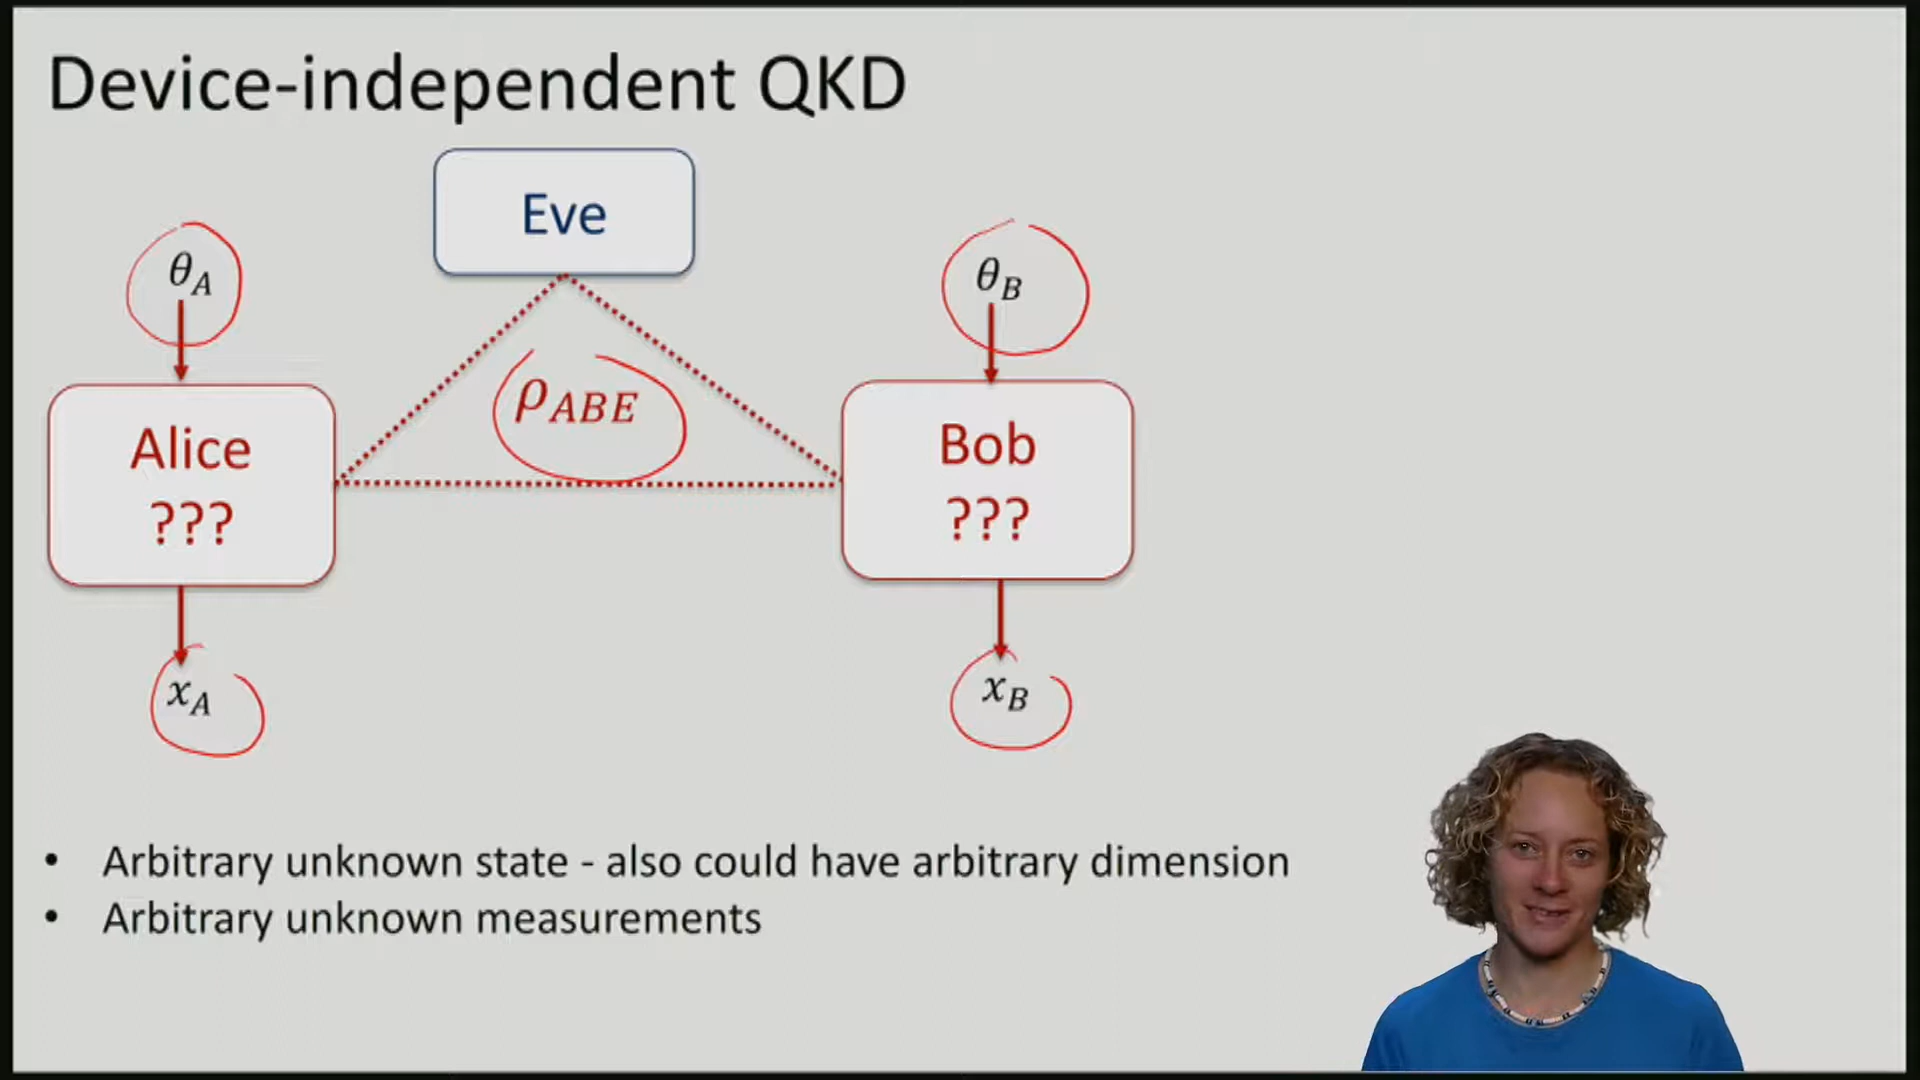 Device-independent QKD
Eve
θ_A
θ_B
ρ_ABE
Alice
???
Bob
???
x_A
x_B
• Arbitrary unknown state - also could have arbitrary dimension
• Arbitrary unknown measurements